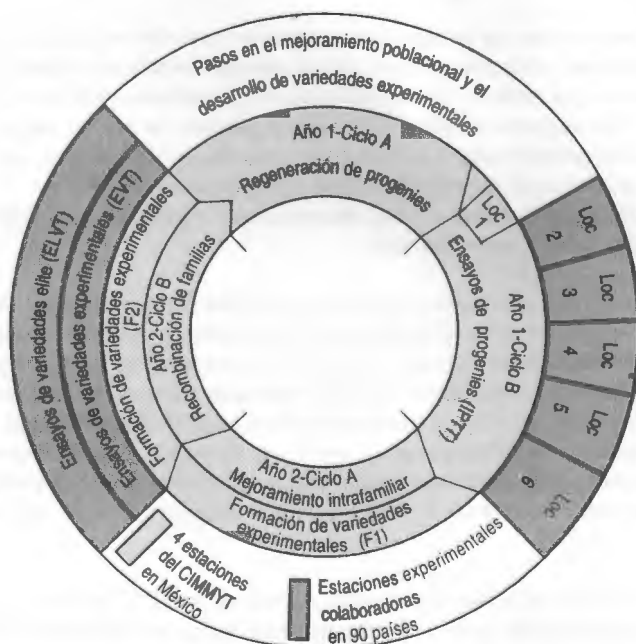 Pasos en el mejoramiento poblacional y el
desarrollo de variedades experimentales
Año 1-Ciclo A
Regeneración de progenies
Loc
1
Loc
2
Loc
3
Loc
4
Loc
5
Loc
6
Año 1-Ciclo B
Ensayos de progenies (IPTT)
Año 2-Ciclo A
Mejoramiento intrafamiliar
Formación de variedades
experimentales (F1)
Año 2-Ciclo B
Recombinación de familias
Formación de variedades experimentales
(F2)
Ensayos de variedades experimentales (EVT)
Ensayos de variedades elite (ELVT)
4 estaciones
del CIMMYT
en México
Estaciones experimentales
colaboradoras
en 90 países